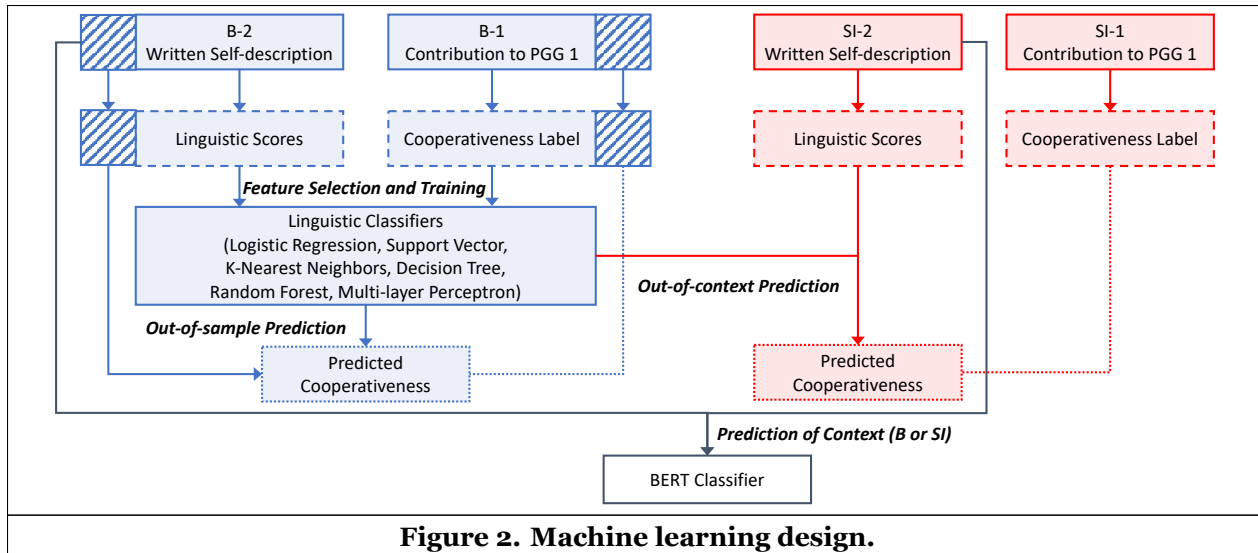 B-2
Written Self-description
B-1
Contribution to PGG 1
SI-2
Written Self-description
SI-1
Contribution to PGG 1
Linguistic Scores
Cooperativeness Label
Linguistic Scores
Cooperativeness Label
Feature Selection and Training
Linguistic Classifiers
(Logistic Regression, Support Vector,
K-Nearest Neighbors, Decision Tree,
Random Forest, Multi-layer Perceptron)
Out-of-context Prediction
Out-of-sample Prediction
Predicted
Cooperativeness
Predicted
Cooperativeness
Prediction of Context (B or SI)
BERT Classifier
Figure 2. Machine learning design.